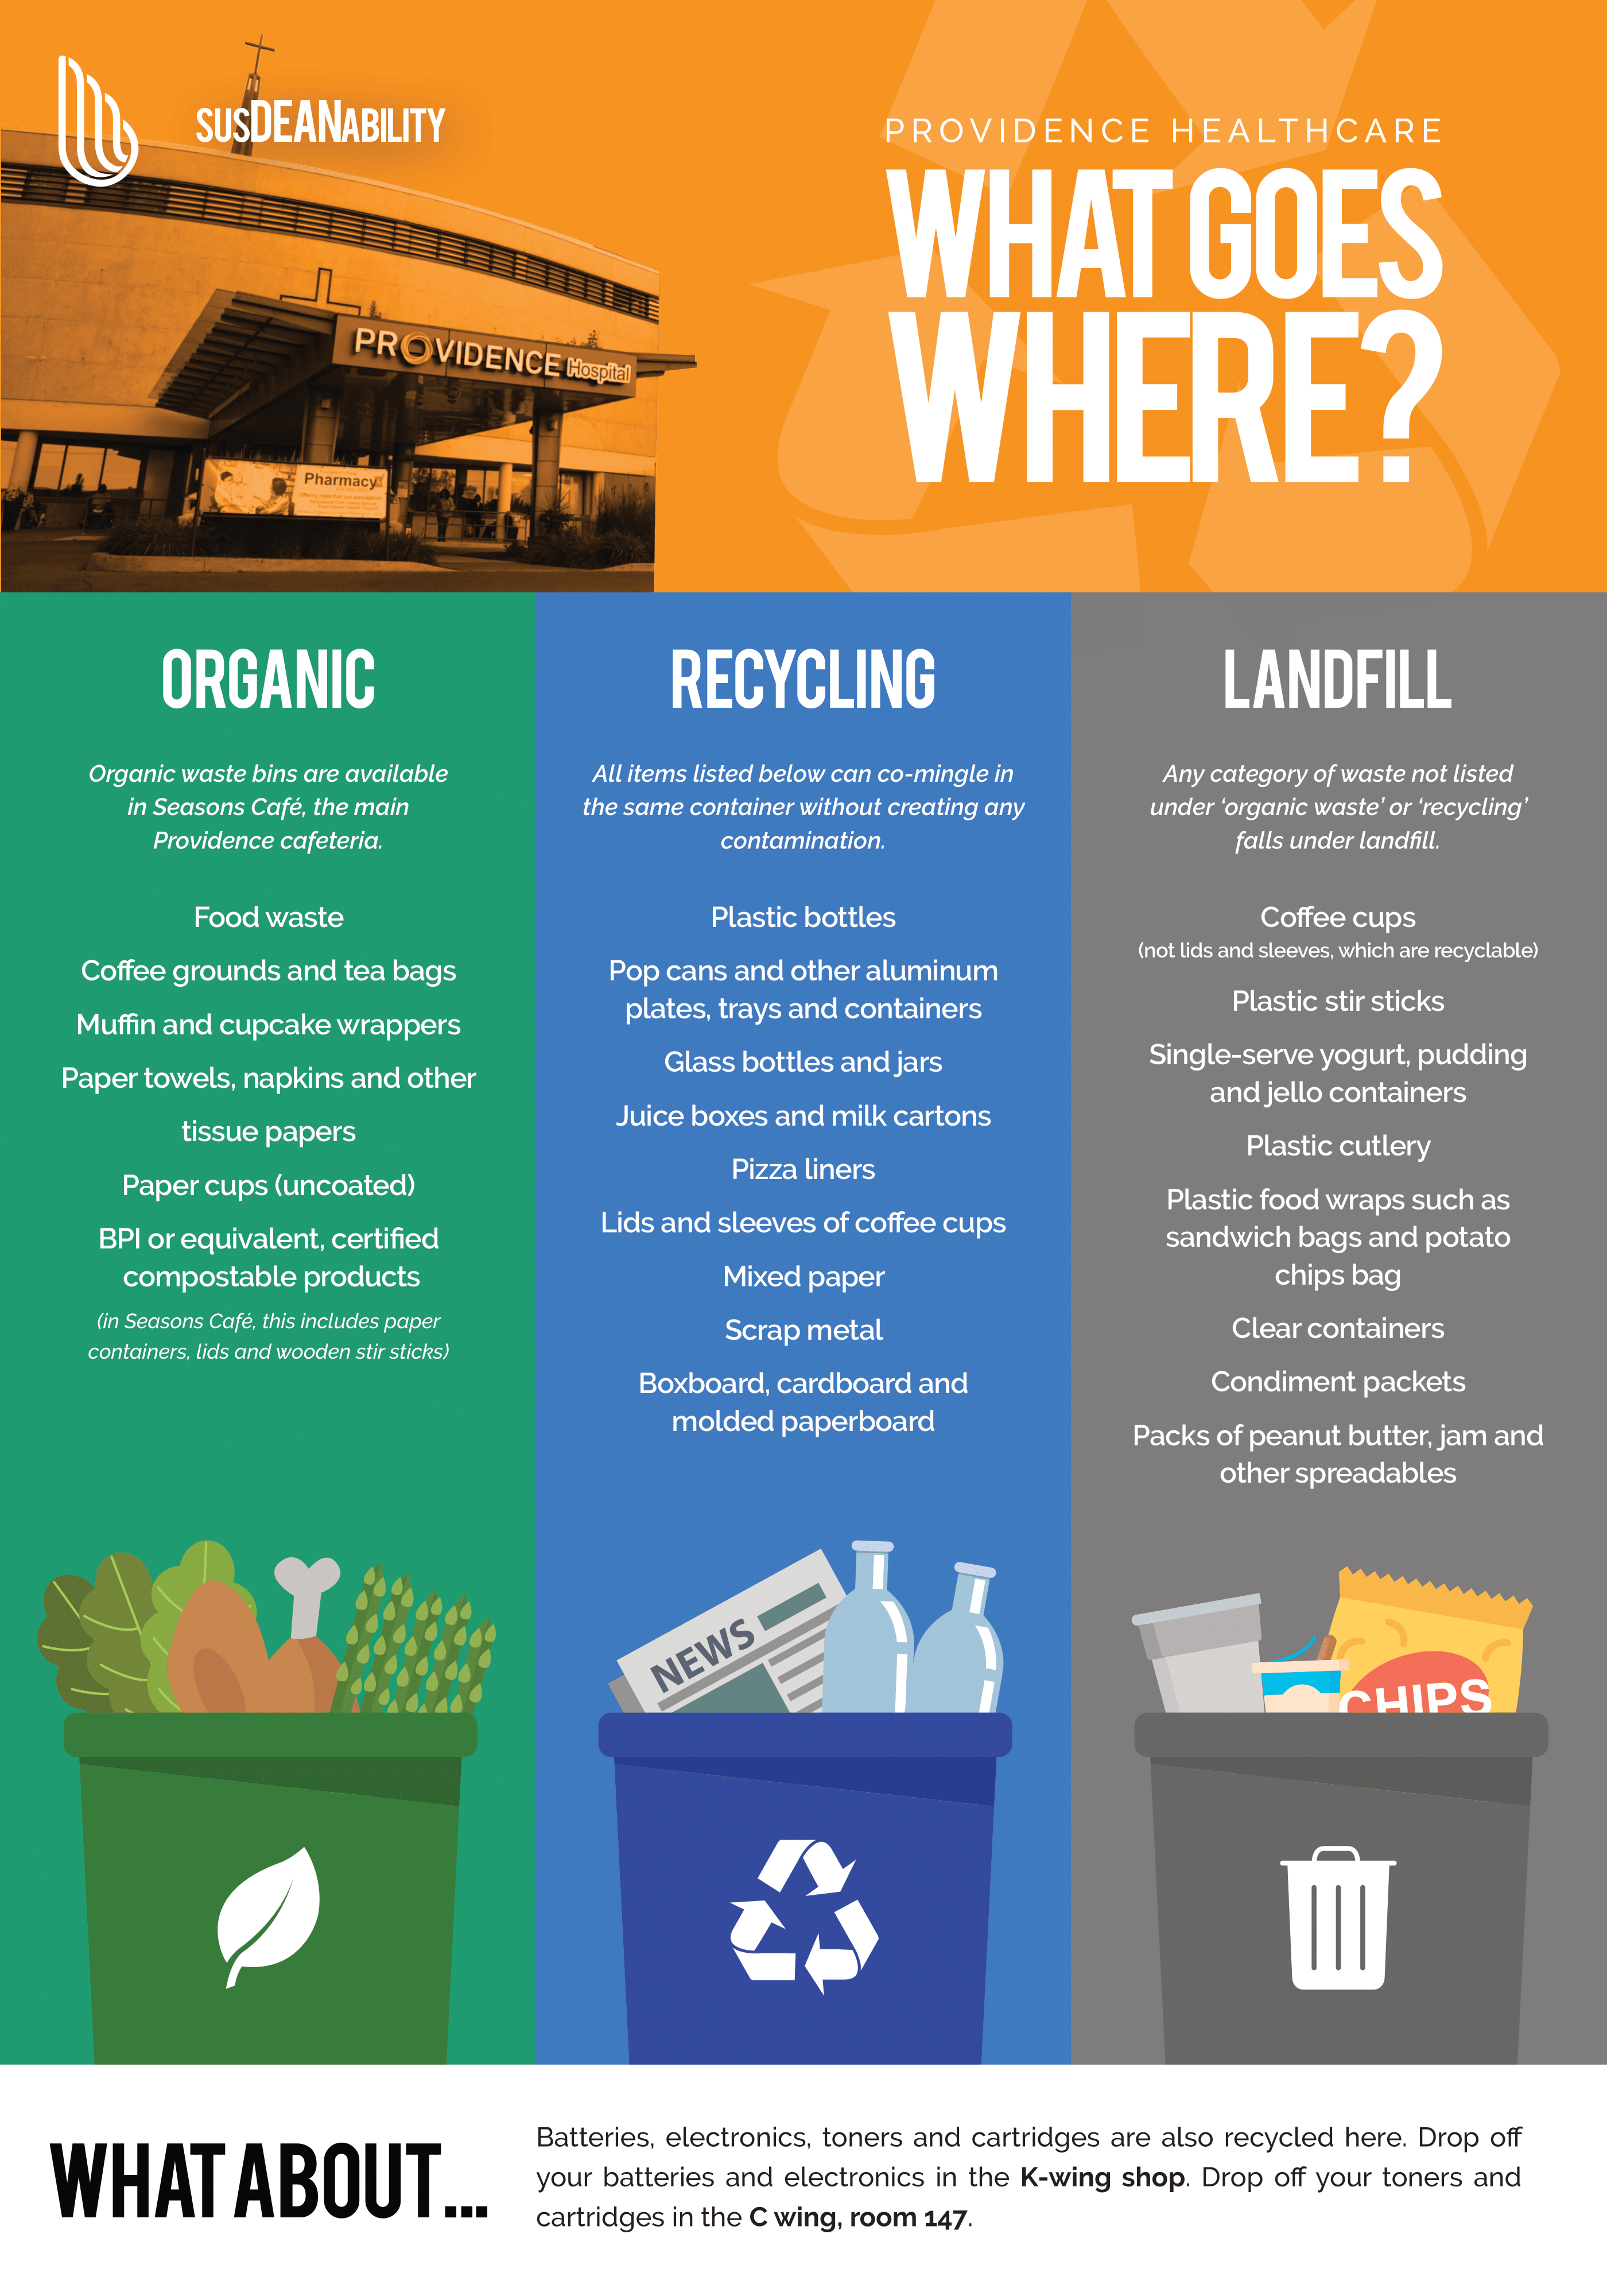 SUSDEANABILITY
PROVIDENCE HEALTHCARE
WHAT GOES
WHERE?
PROVIDENCE Hospital
Pharmacy
ORGANIC
Organic waste bins are available
in Seasons Café, the main
Providence cafeteria.
Food waste
Coffee grounds and tea bags
Muffin and cupcake wrappers
Paper towels, napkins and other
tissue papers
Paper cups (uncoated)
BPI or equivalent, certified
compostable products
(in Seasons Café, this includes paper
containers, lids and wooden stir sticks)
RECYCLING
All items listed below can co-mingle in
the same container without creating any
contamination.
Plastic bottles
Pop cans and other aluminum
plates, trays and containers
Glass bottles and jars
Juice boxes and milk cartons
Pizza liners
Lids and sleeves of coffee cups
Mixed paper
Scrap metal
Boxboard, cardboard and
molded paperboard
NEWS
LANDFILL
Any category of waste not listed
under ‘organic waste’ or ‘recycling’
falls under landfill.
Coffee cups
(not lids and sleeves, which are recyclable)
Plastic stir sticks
Single-serve yogurt, pudding
and jello containers
Plastic cutlery
Plastic food wraps such as
sandwich bags and potato
chips bag
Clear containers
Condiment packets
Packs of peanut butter, jam and
other spreadables
CHIPS
WHAT ABOUT...
Batteries, electronics, toners and cartridges are also recycled here. Drop off
your batteries and electronics in the K-wing shop. Drop off your toners and
cartridges in the C wing, room 147.